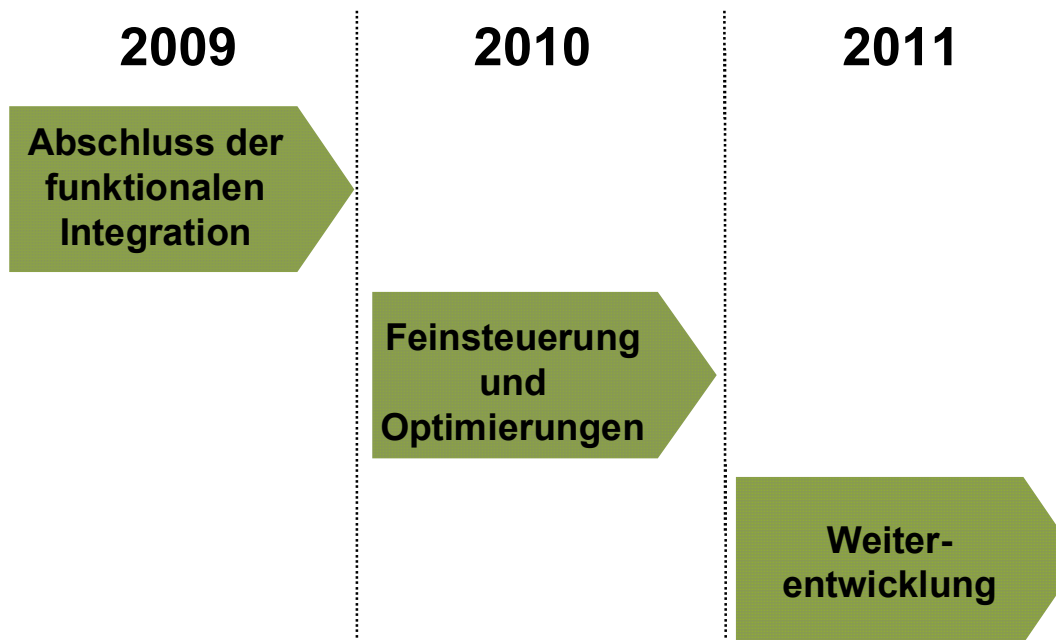 2009
2010
2011
Abschluss der
funktionalen
Integration
Feinsteuerung
und
Optimierungen
Weiter-
entwicklung